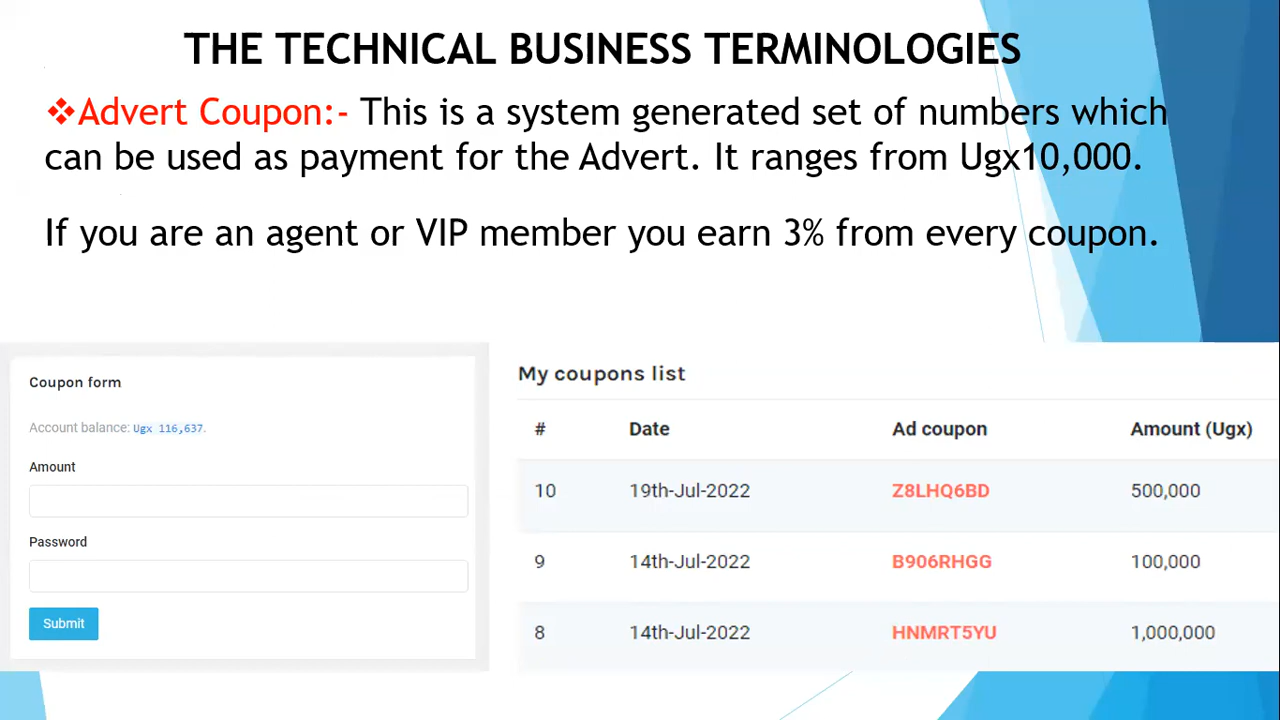 THE TECHNICAL BUSINESS TERMINOLOGIES
❖Advert Coupon:- This is a system generated set of numbers which
can be used as payment for the Advert. It ranges from Ugx10,000.
If you are an agent or VIP member you earn 3% from every coupon.
Coupon form
Account balance: Ugx 116,637.
Amount
Password
Submit
My coupons list
# Date Ad coupon Amount (Ugx)
10 19th-Jul-2022 Z8LHQ6BD 500,000
9 14th-Jul-2022 B906RHGG 100,000
8 14th-Jul-2022 HNMRT5YU 1,000,000